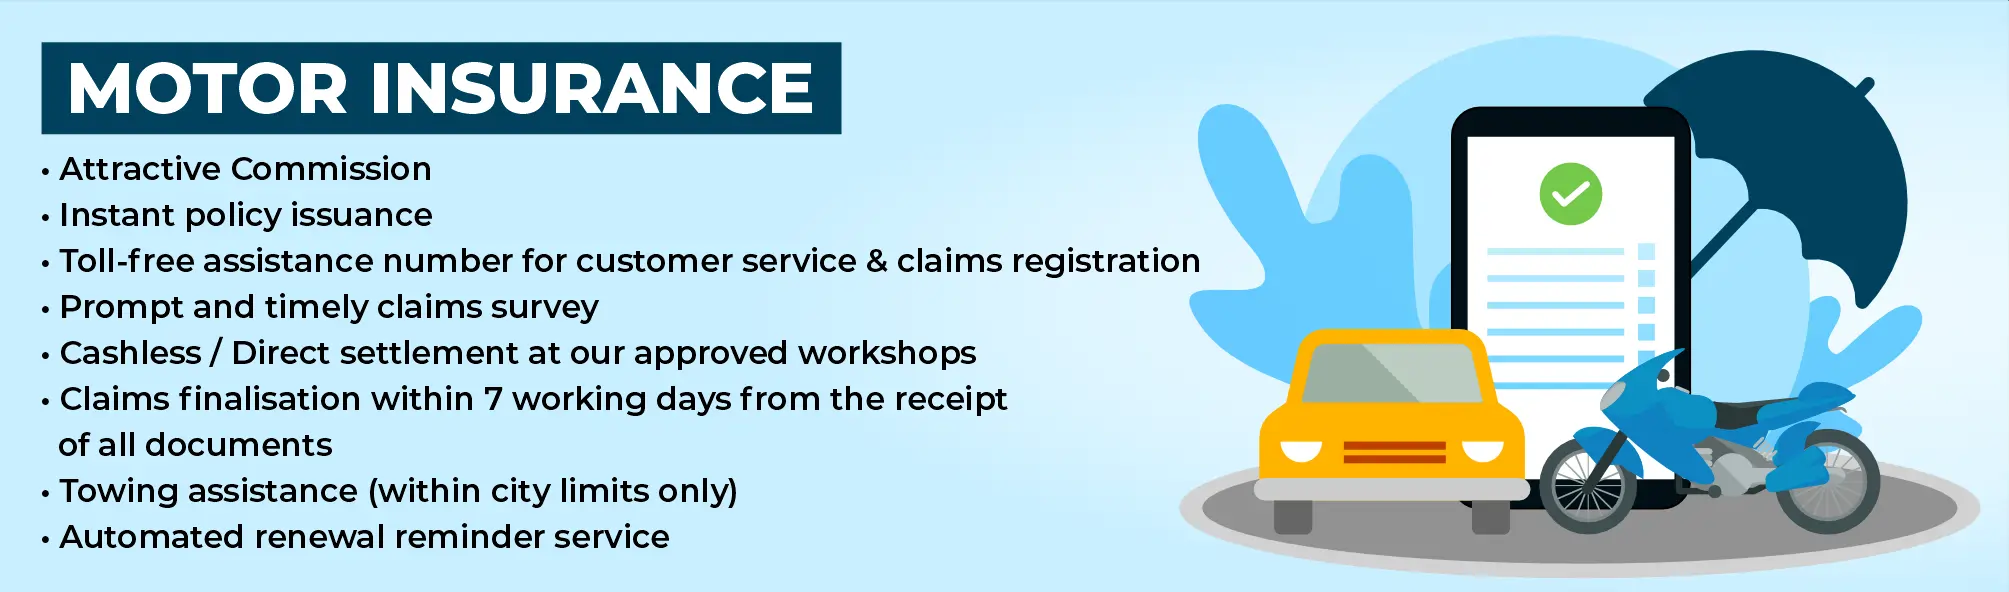 MOTOR INSURANCE
• Attractive Commission
• Instant policy issuance
• Toll-free assistance number for customer service & claims registration
• Prompt and timely claims survey
• Cashless / Direct settlement at our approved workshops
• Claims finalisation within 7 working days from the receipt
of all documents
• Towing assistance (within city limits only)
• Automated renewal reminder service